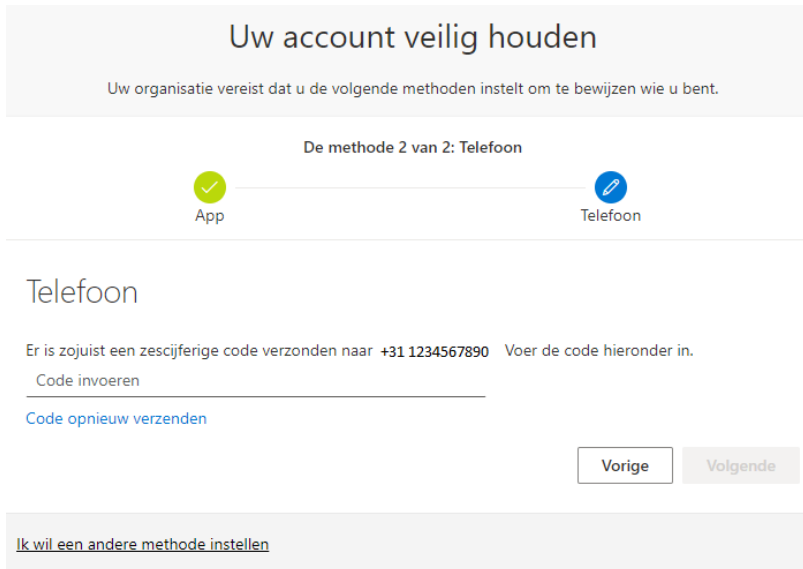 Uw account veilig houden
Uw organisatie vereist dat u de volgende methoden instelt om te bewijzen wie u bent.
De methode 2 van 2: Telefoon
App
Telefoon
Telefoon
Er is zojuist een zescijferige code verzonden naar +31 1234567890 Voer de code hieronder in.
Code invoeren
Code opnieuw verzenden
Vorige
Volgende
Ik wil een andere methode instellen